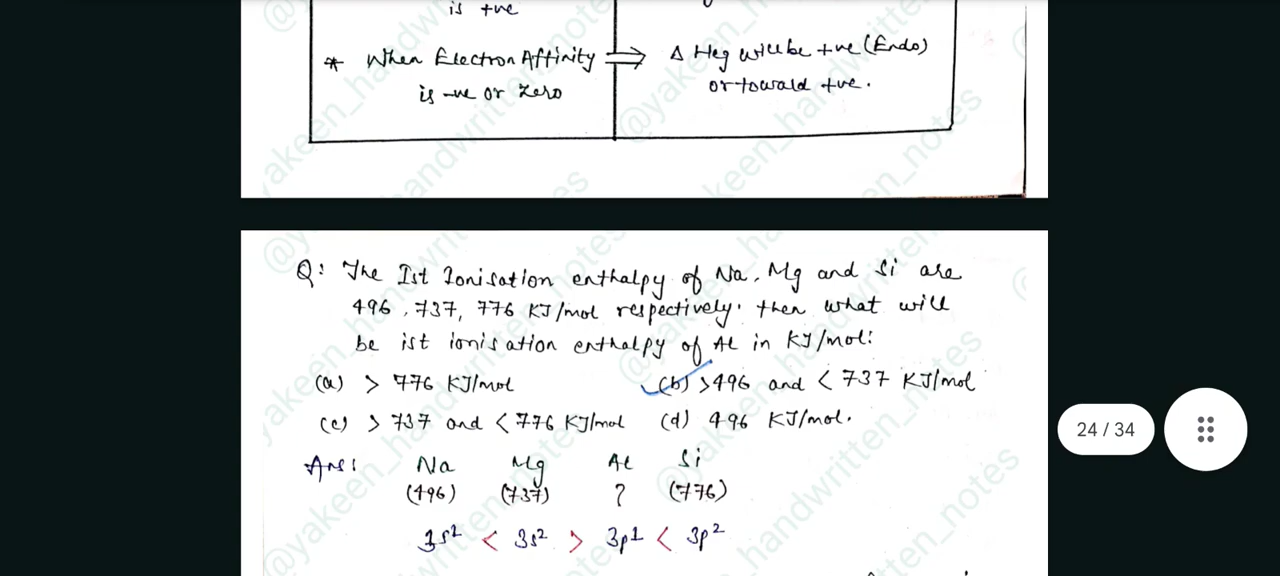 is +ve
* When Electron Affinity ⟹ Δ Heg will be +ve (Endo)
is -ve or zero or towald +ve.
Q: The Ist Ionisation enthalpy of Na, Mg and Si are
496, 737, 776 KJ/mol respectively. then what will
be ist ionisation enthalpy of Al in KJ/mol:
(a) > 776 KJ/mol (b) >496 and < 737 KJ/mol
(c) > 737 and < 776 KJ/mol (d) 496 KJ/mol.
Ans: Na Mg Al Si
(496) (737) ? (776)
3s1 < 3s2 > 3p1 < 3p2
24 / 34
@yakeen_handwritten_notes